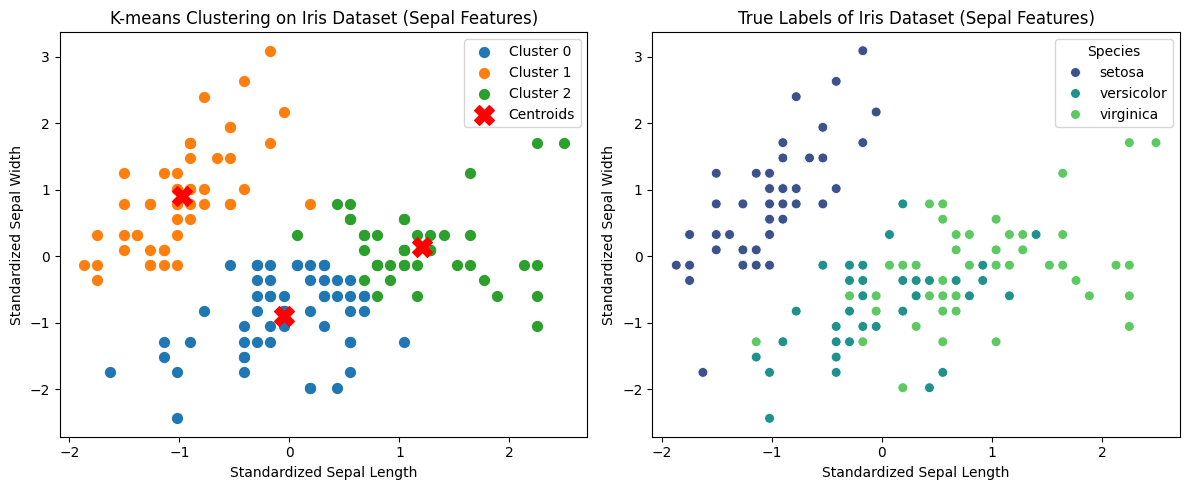 K-means Clustering on Iris Dataset (Sepal Features)
Cluster 0
Cluster 1
Cluster 2
Centroids
3
2
1
0
−1
−2
Standardized Sepal Width
−2
−1
0
1
2
Standardized Sepal Length
True Labels of Iris Dataset (Sepal Features)
Species
setosa
versicolor
virginica
3
2
1
0
−1
−2
Standardized Sepal Width
−2
−1
0
1
2
Standardized Sepal Length